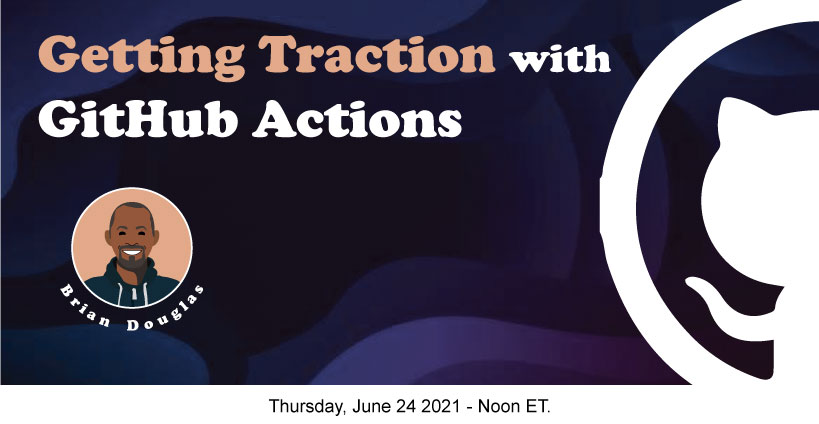 Getting Traction with
GitHub Actions
Brian Douglas
Thursday, June 24 2021 - Noon ET.